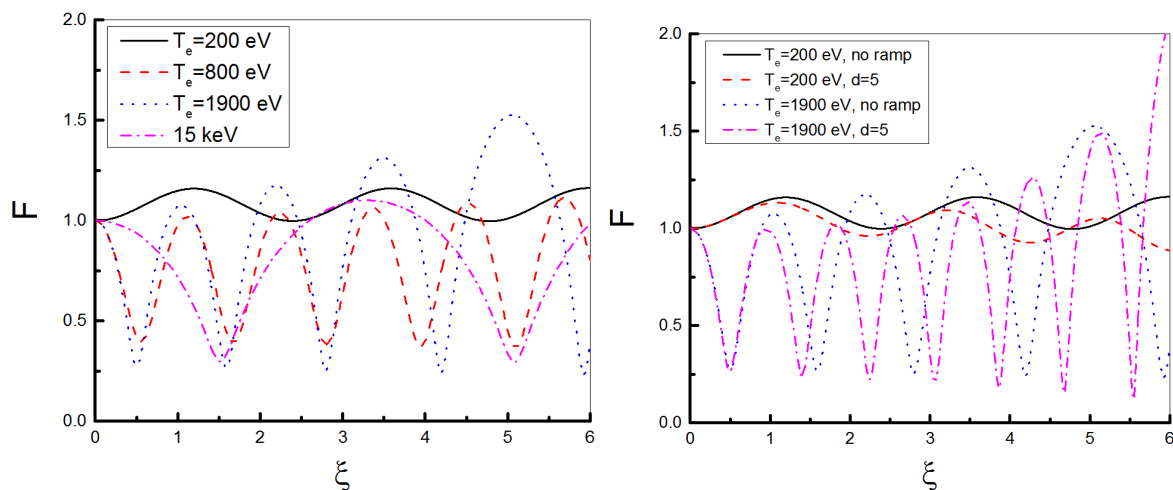 2.0
1.5
1.0
0.5
0.0
F
Te=200 eV
Te=800 eV
Te=1900 eV
15 keV
0 1 2 3 4 5 6
ξ
2.0
1.5
1.0
0.5
0.0
F
Te=200 eV, no ramp
Te=200 eV, d=5
Te=1900 eV, no ramp
Te=1900 eV, d=5
0 1 2 3 4 5 6
ξ